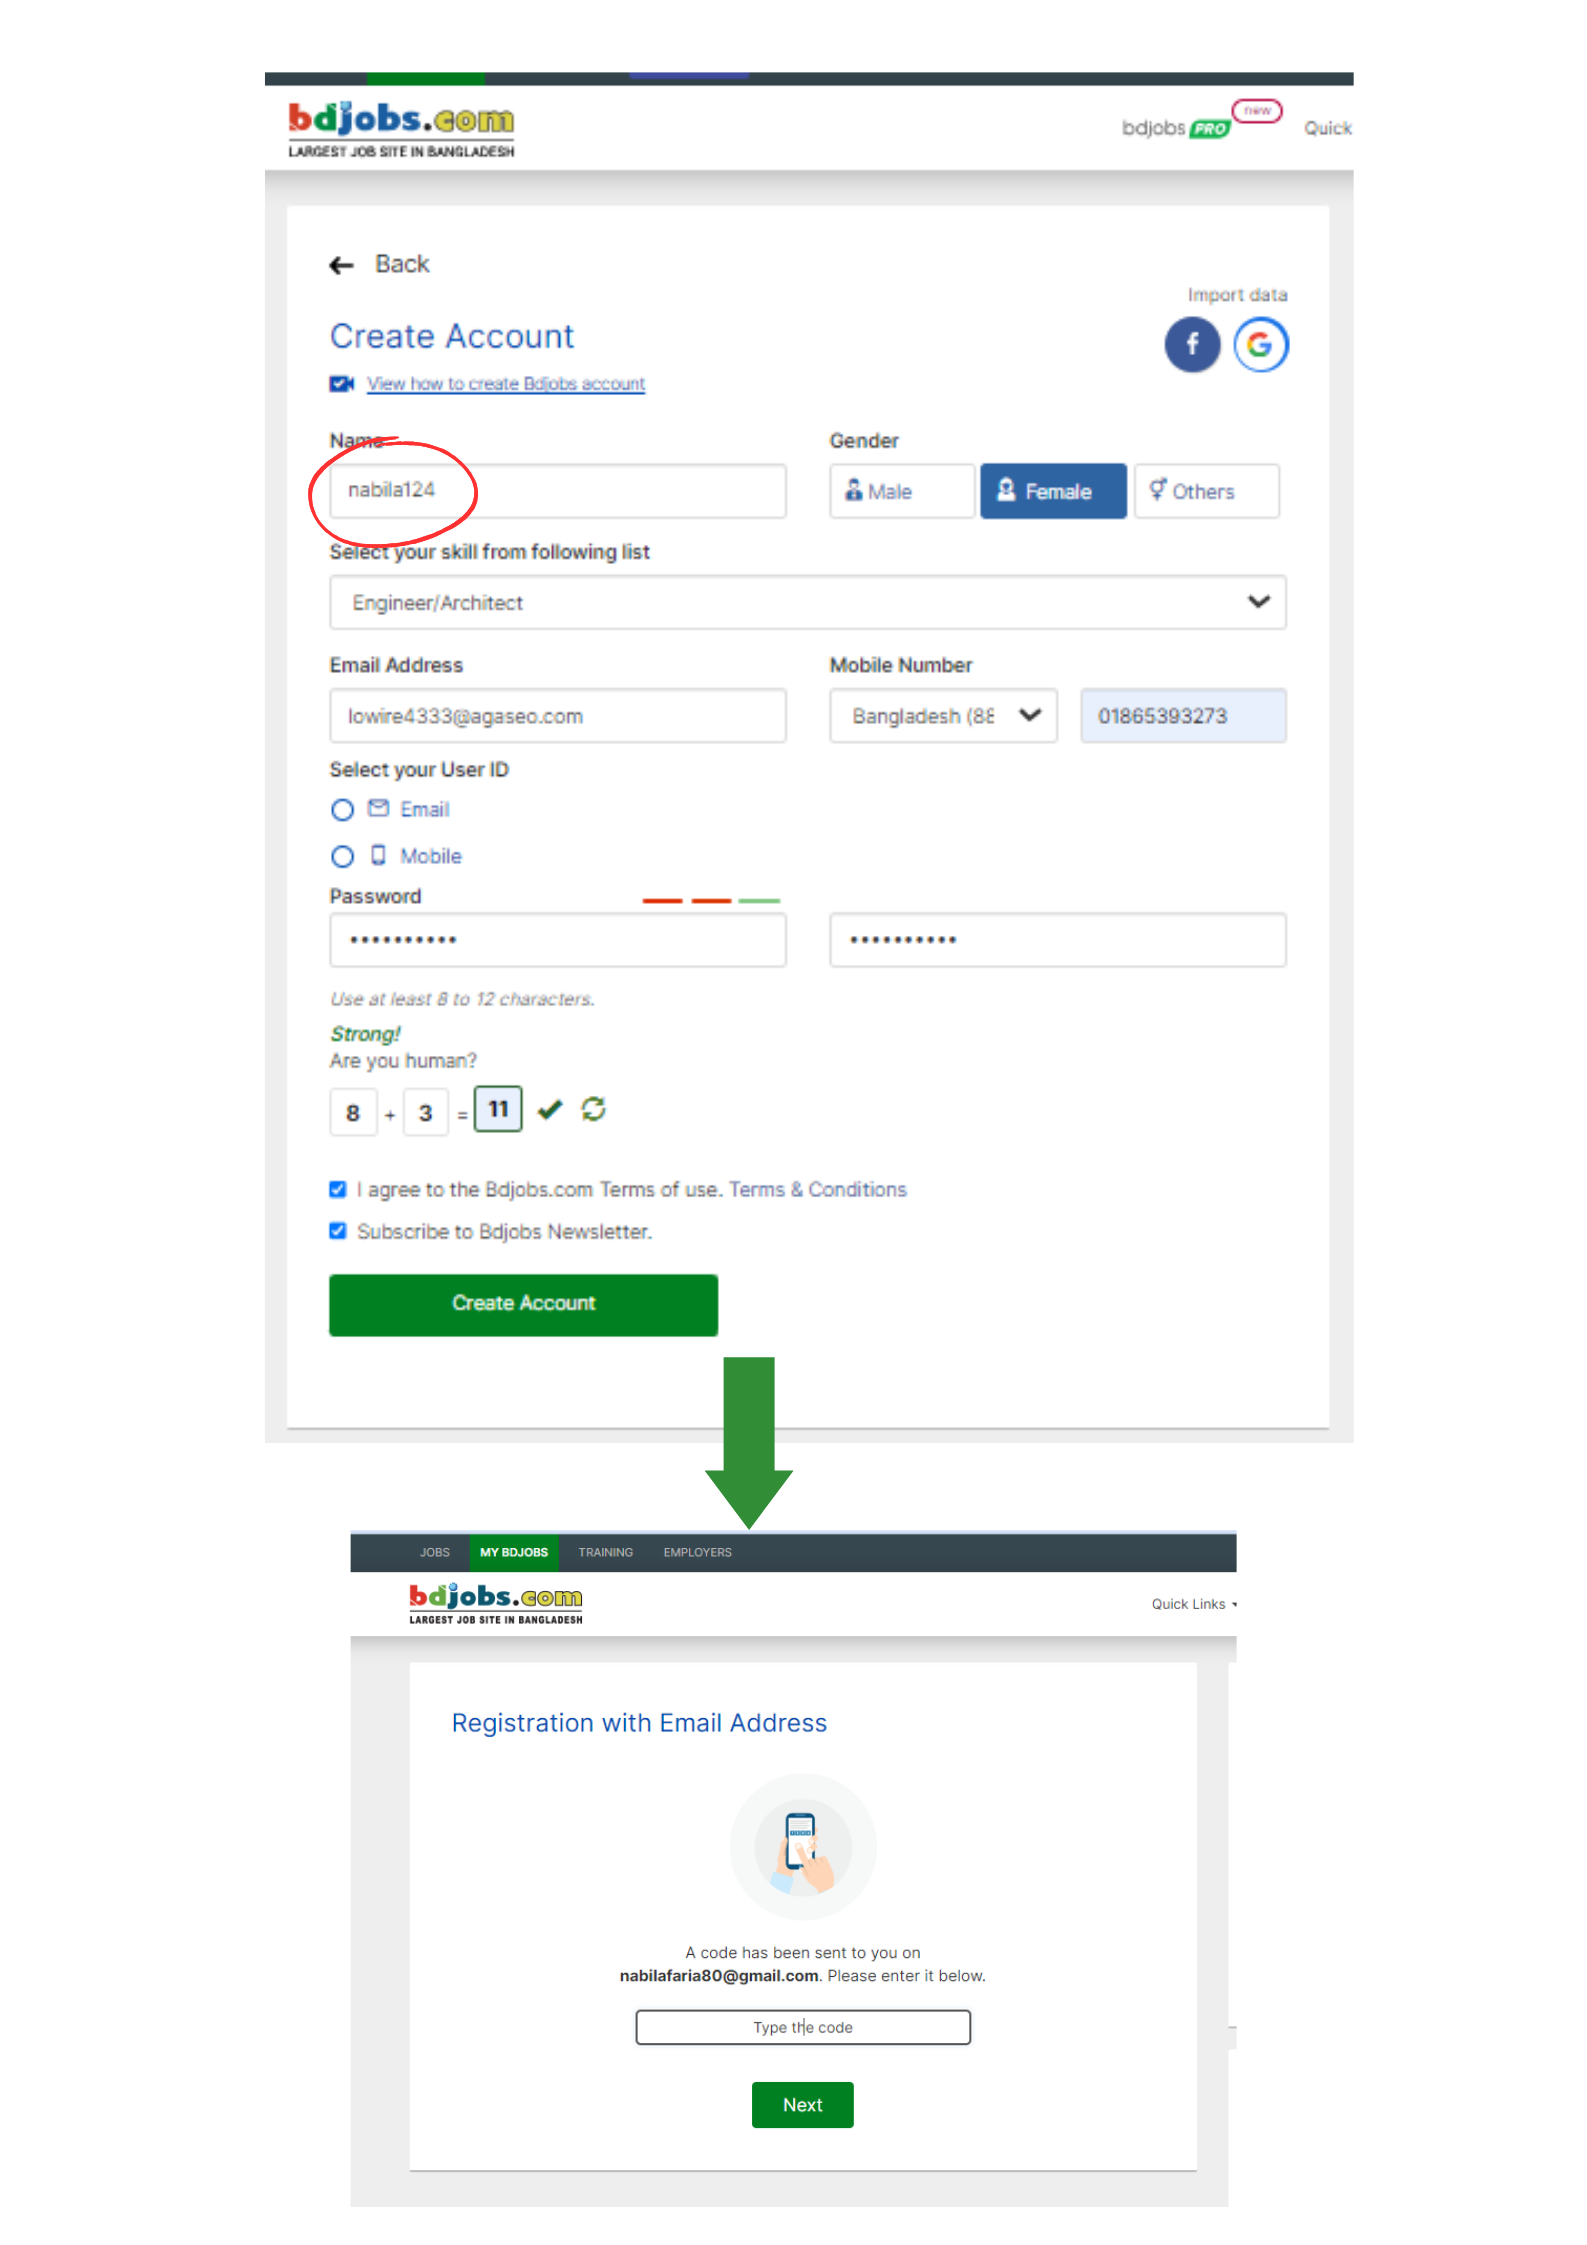 bdjobs.com
LARGEST JOB SITE IN BANGLADESH
bdjobs PRO new Quick
Back
Import data
Create Account
View how to create Bdjobs account
Name
Gender
nabila124
Male
Female
Others
Select your skill from following list
Engineer/Architect
Email Address
Mobile Number
lowire4333@agaseo.com
Bangladesh (88
01865393273
Select your User ID
Email
Mobile
Password
••••••••••
••••••••••
Use at least 8 to 12 characters.
Strong!
Are you human?
8 + 3 = 11
I agree to the Bdjobs.com Terms of use. Terms & Conditions
Subscribe to Bdjobs Newsletter.
Create Account
JOBS MY BDJOBS TRAINING EMPLOYERS
bdjobs.com
LARGEST JOB SITE IN BANGLADESH
Quick Links
Registration with Email Address
A code has been sent to you on
nabilafaria80@gmail.com. Please enter it below.
Type the code
Next